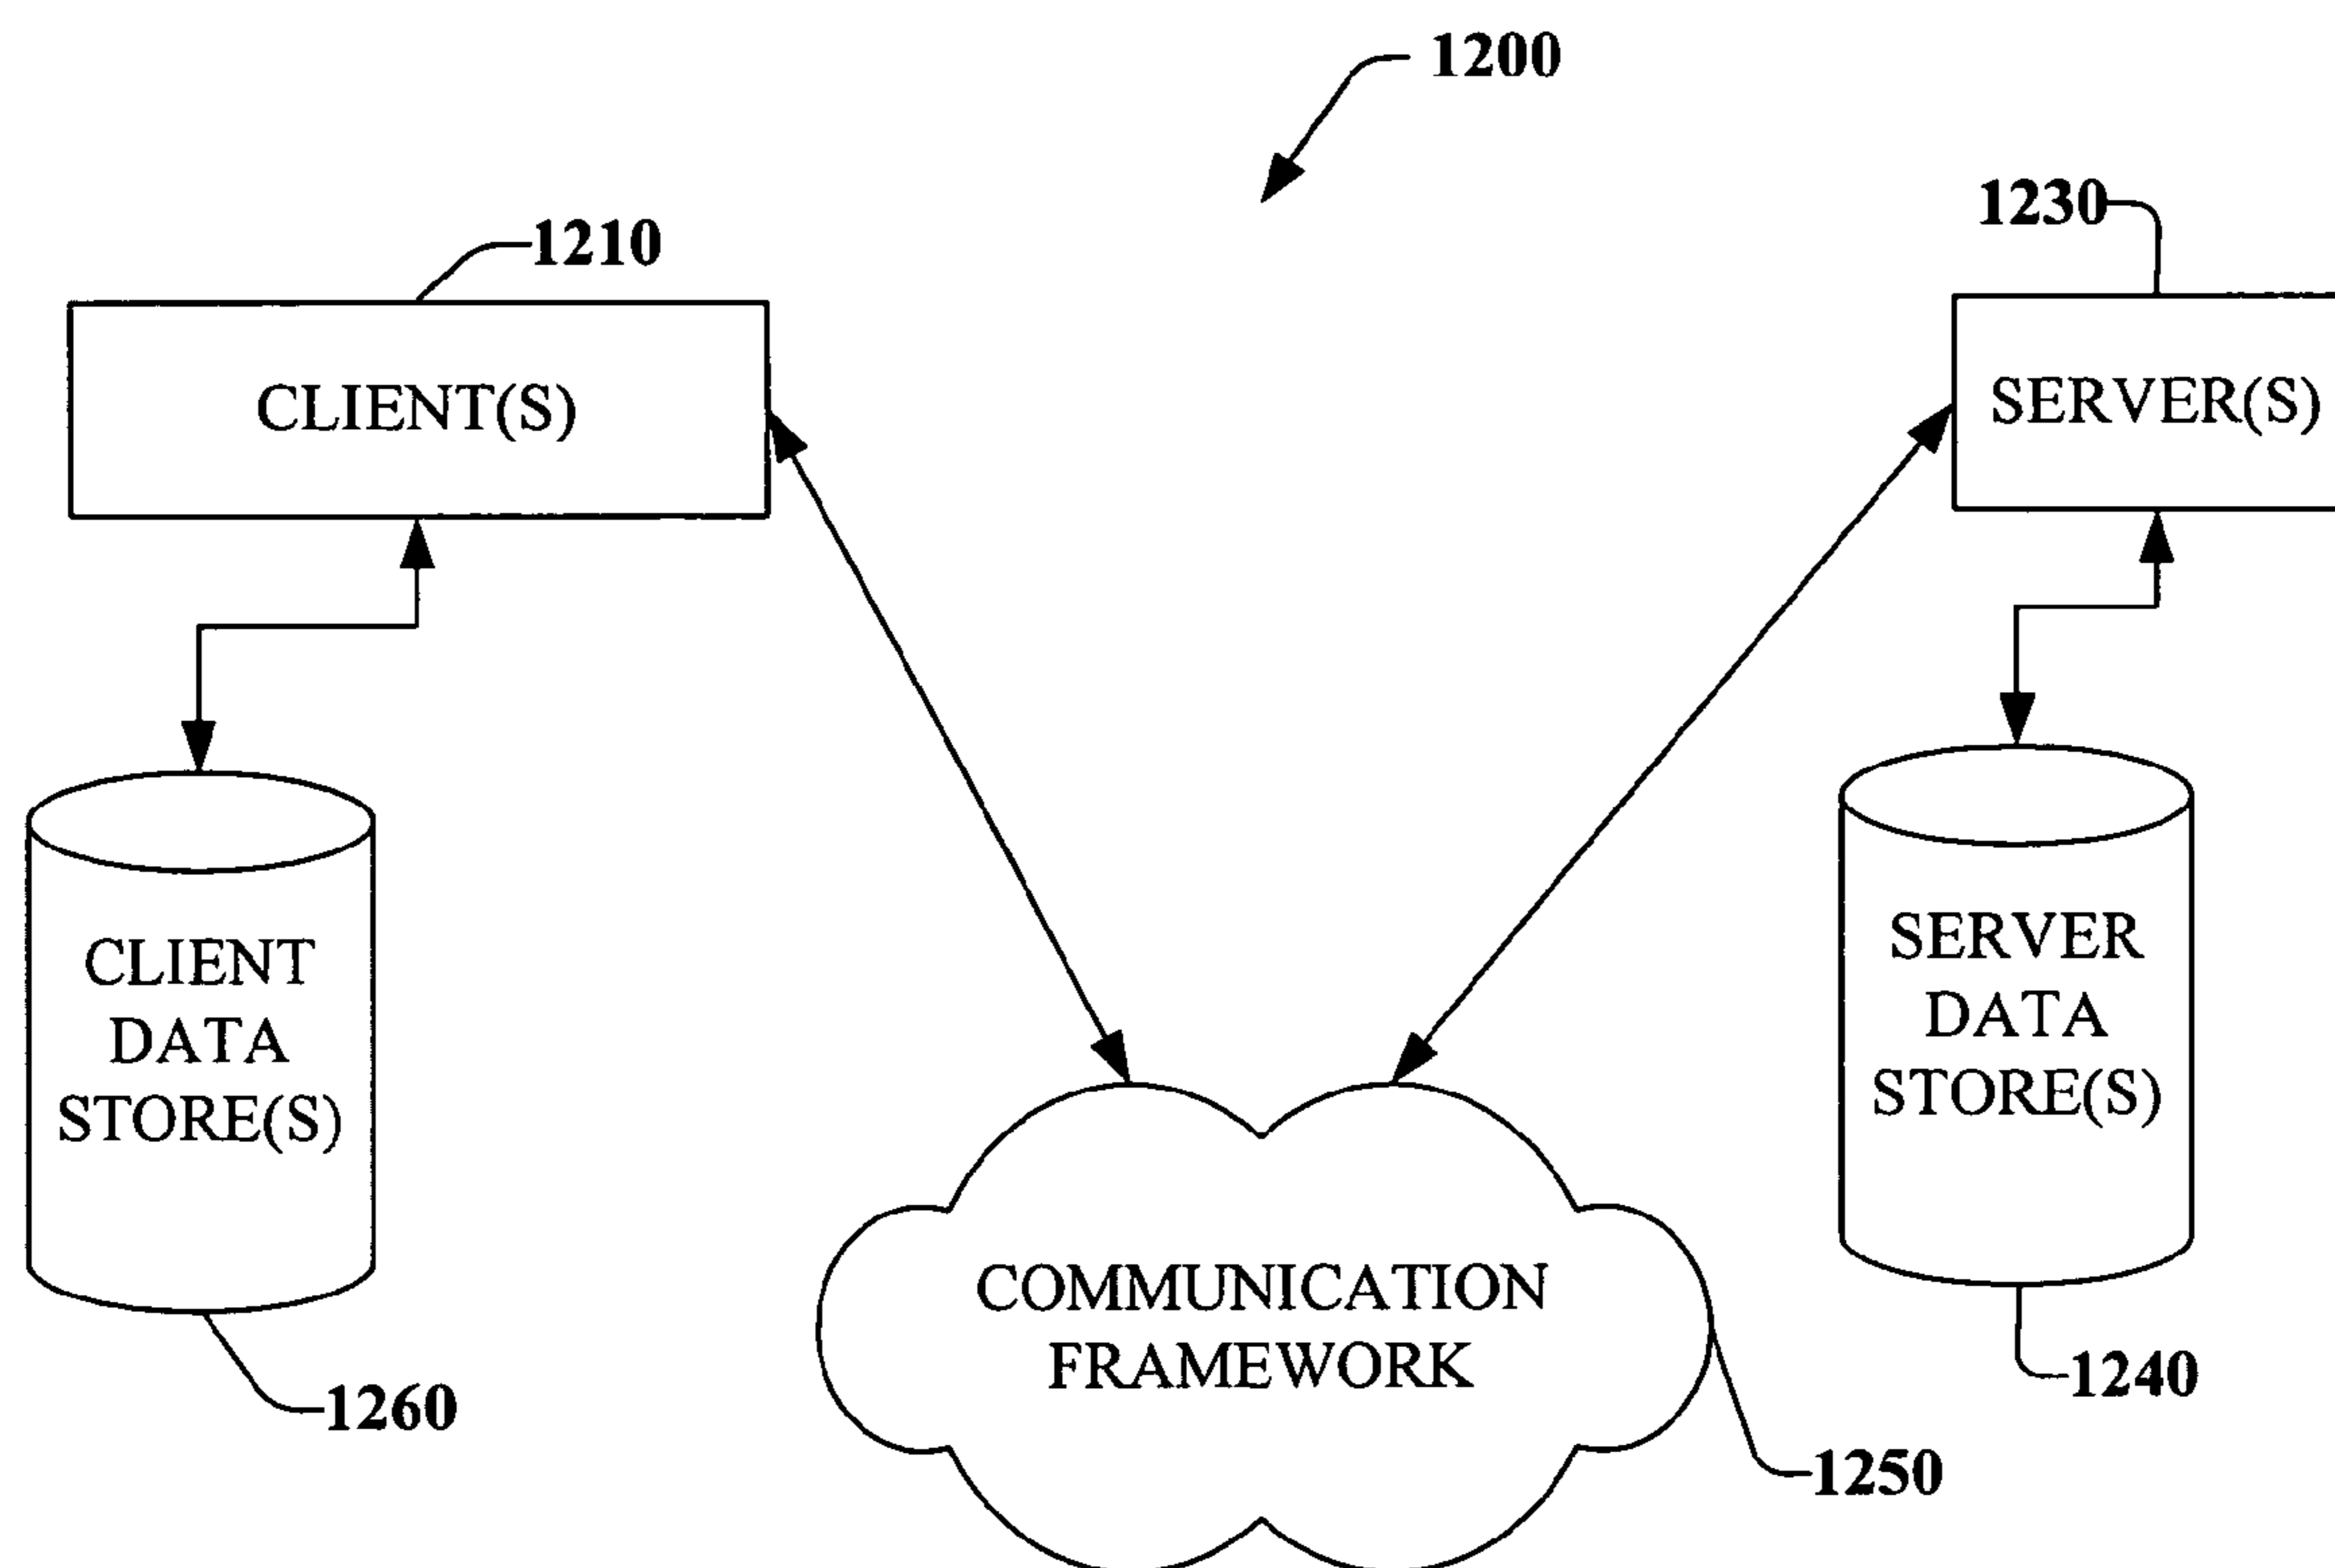 1200
1210
1230
CLIENT(S)
SERVER(S)
CLIENT
DATA
STORE(S)
SERVER
DATA
STORE(S)
COMMUNICATION
FRAMEWORK
1260
1240
1250